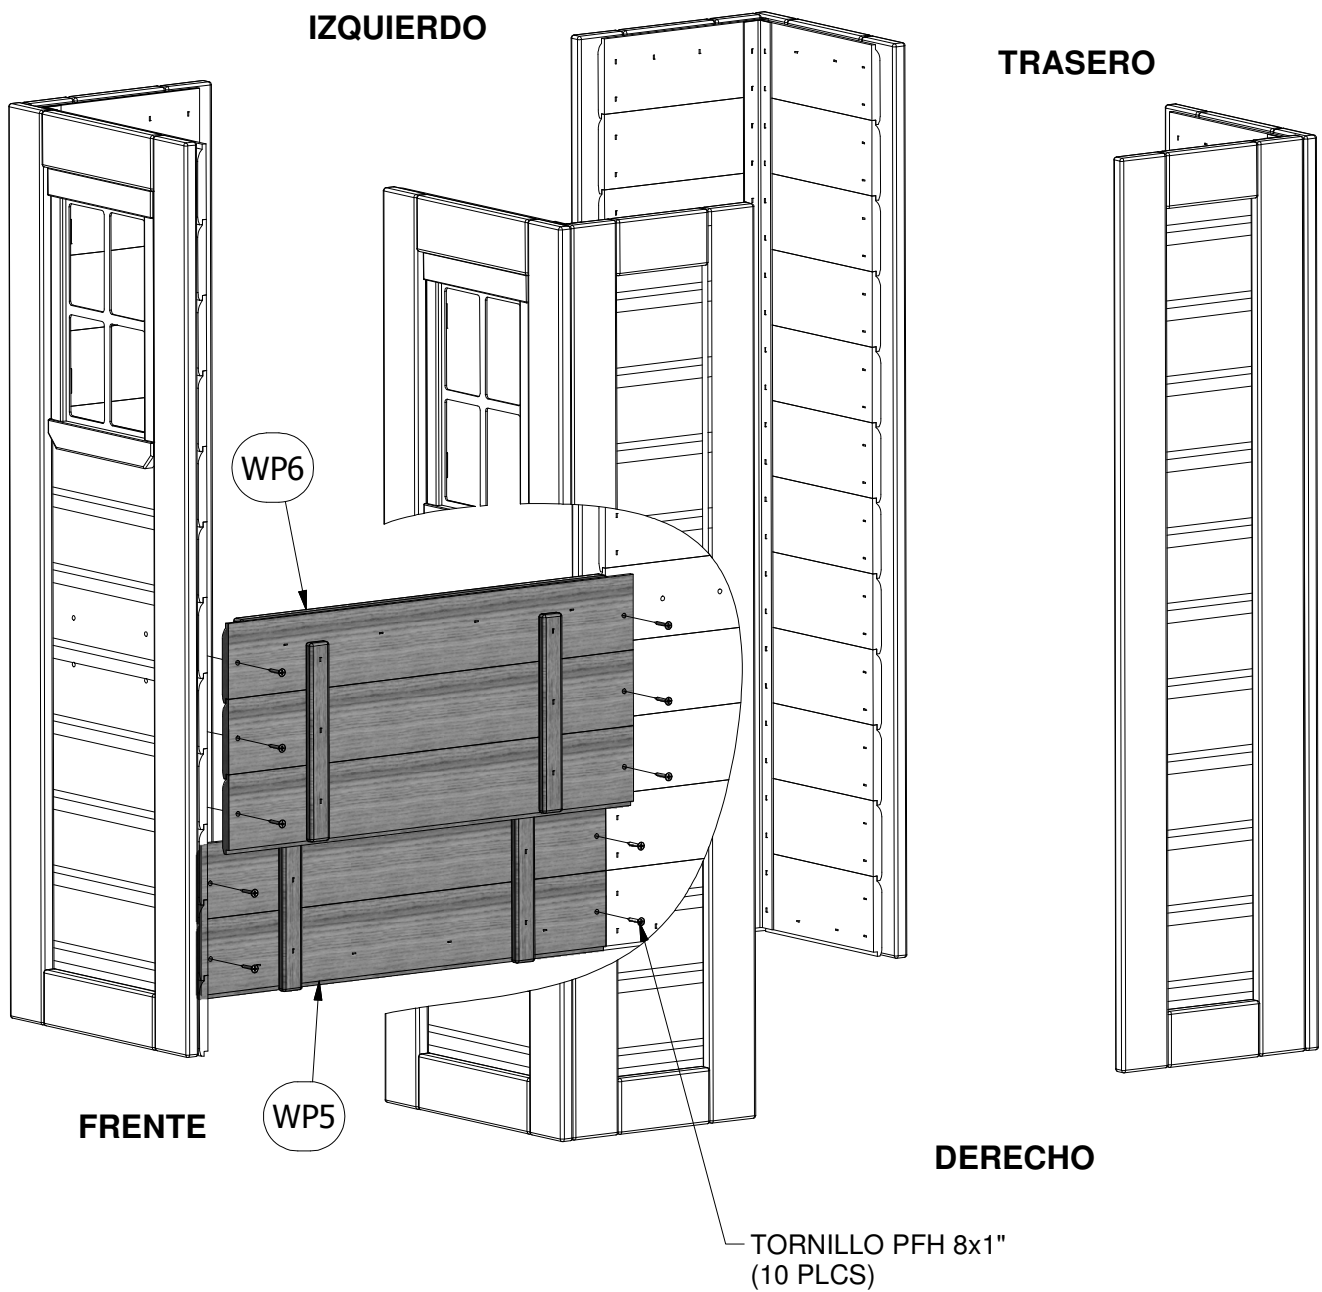 IZQUIERDO
TRASERO
WP6
WP5
FRENTE
DERECHO
TORNILLO PFH 8x1"
(10 PLCS)